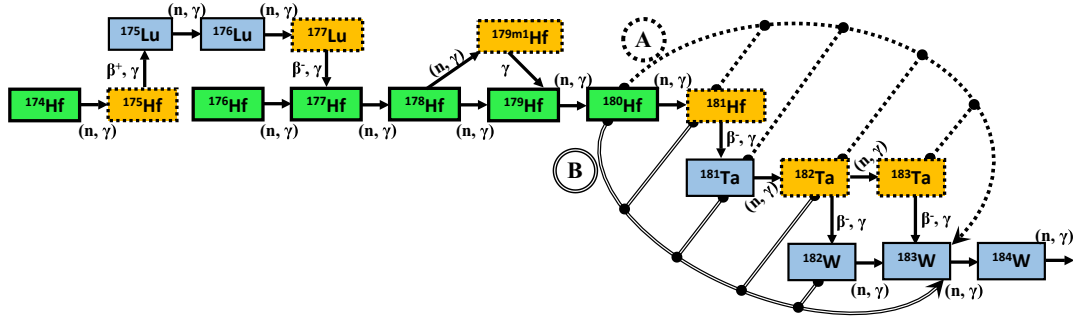 (n, γ) (n, γ)
¹⁷⁵Lu ¹⁷⁶Lu ¹⁷⁷Lu ¹⁷⁹ᵐ¹Hf A
β⁺, γ β⁻, γ (n, γ) γ (n, γ) (n, γ)
¹⁷⁴Hf ¹⁷⁵Hf ¹⁷⁶Hf ¹⁷⁷Hf ¹⁷⁸Hf ¹⁷⁹Hf ¹⁸⁰Hf ¹⁸¹Hf
(n, γ) (n, γ) (n, γ) (n, γ) β⁻, γ
B (n, γ)
¹⁸¹Ta ¹⁸²Ta ¹⁸³Ta
(n, γ)
β⁻, γ β⁻, γ
(n, γ)
¹⁸²W ¹⁸³W ¹⁸⁴W
(n, γ) (n, γ)